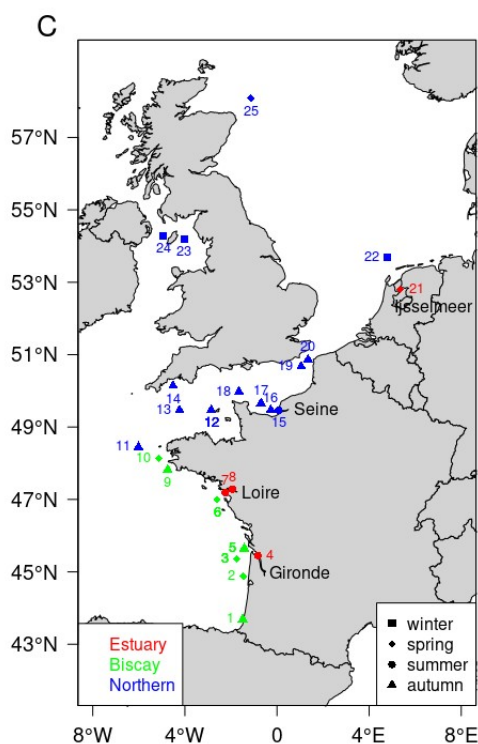 C
57°N
55°N
53°N
51°N
49°N
47°N
45°N
43°N
25
24
23
22
21
Ijsselmeer
20
19
18
17
16
14
13
12
15
Seine
11
10
9
7
8
Loire
6
5
3
4
2
Gironde
1
Estuary
Biscay
Northern
winter
spring
summer
autumn
8°W
4°W
0
4°E
8°E